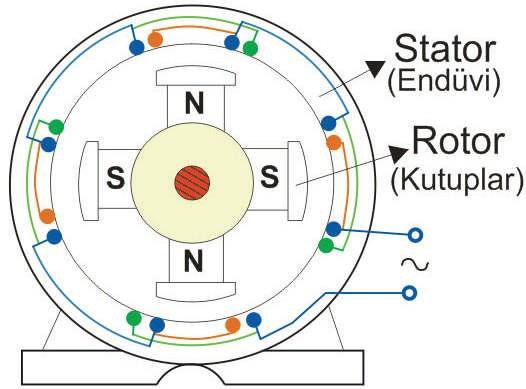 Stator
(Endüvi)
N
Rotor
S
S
(Kutuplar)
N
~